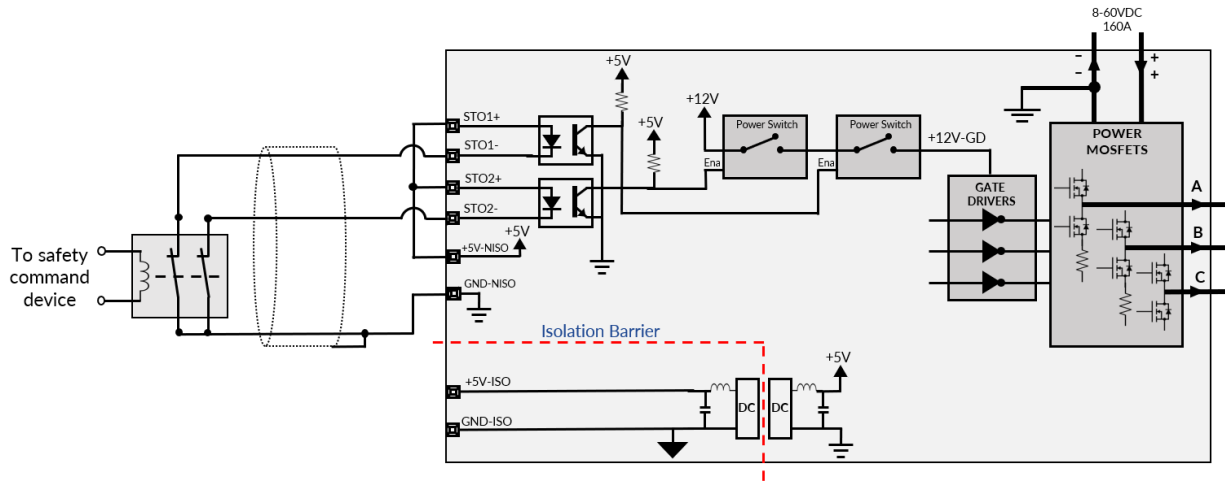 8-60VDC
160A
–
+
–
+
+5V
STO1+
+12V
+5V
Power Switch
Power Switch
STO1-
+12V-GD
POWER
MOSFETS
Ena
Ena
STO2+
GATE
DRIVERS
A
STO2-
+5V
B
To safety
command
device
+5V-NISO
C
GND-NISO
Isolation Barrier
+5V
+5V-ISO
DC
DC
GND-ISO